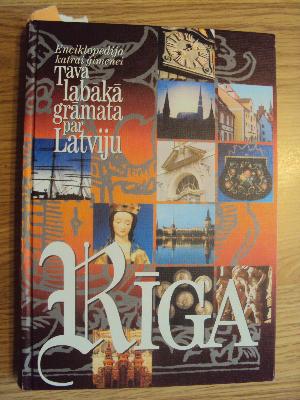 Enciklopēdija
katrai ģimenei
Tava
labākā
grāmata
par
Latviju
RĪGA